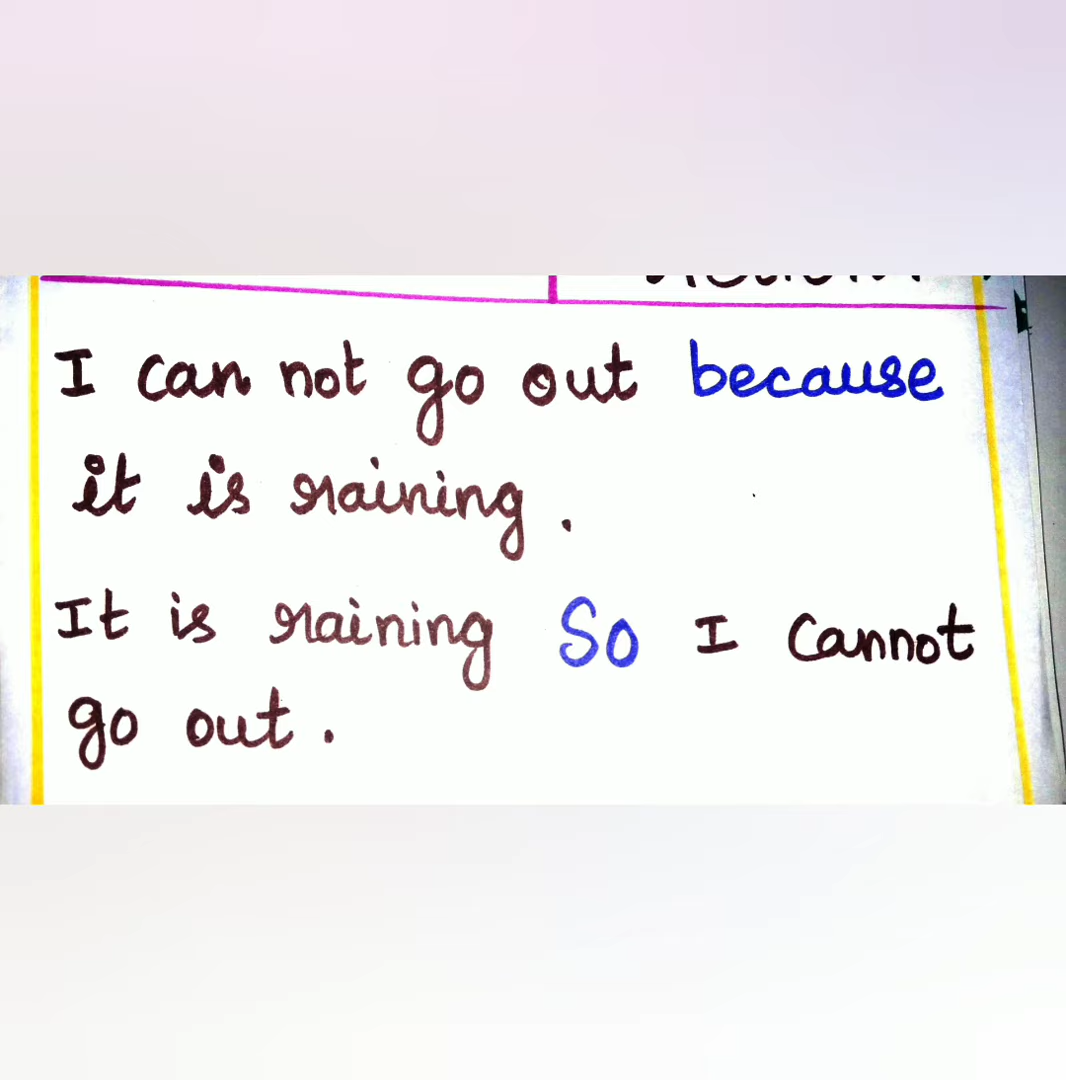 I can not go out because
it is raining.
It is raining So I cannot
go out.